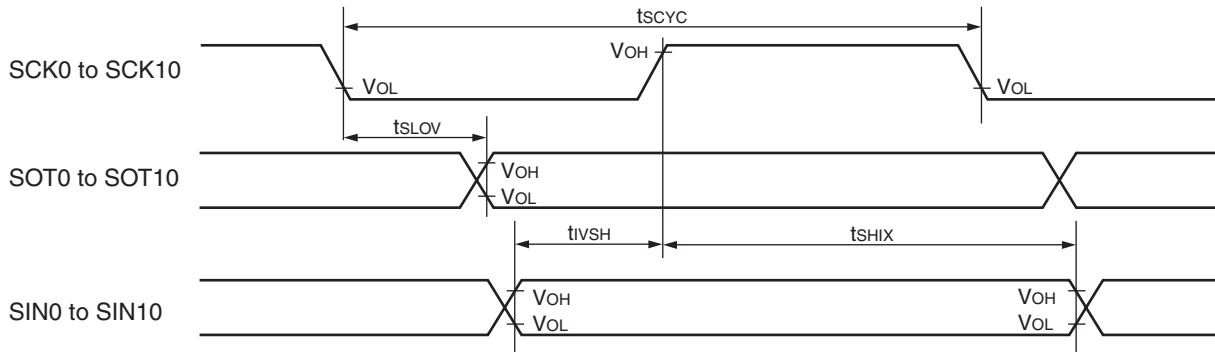 tSCYC
VOH
SCK0 to SCK10
VOL
VOL
tSLOV
VOH
SOT0 to SOT10
VOL
tIVSH
tSHIX
VOH
VOH
SIN0 to SIN10
VOL
VOL